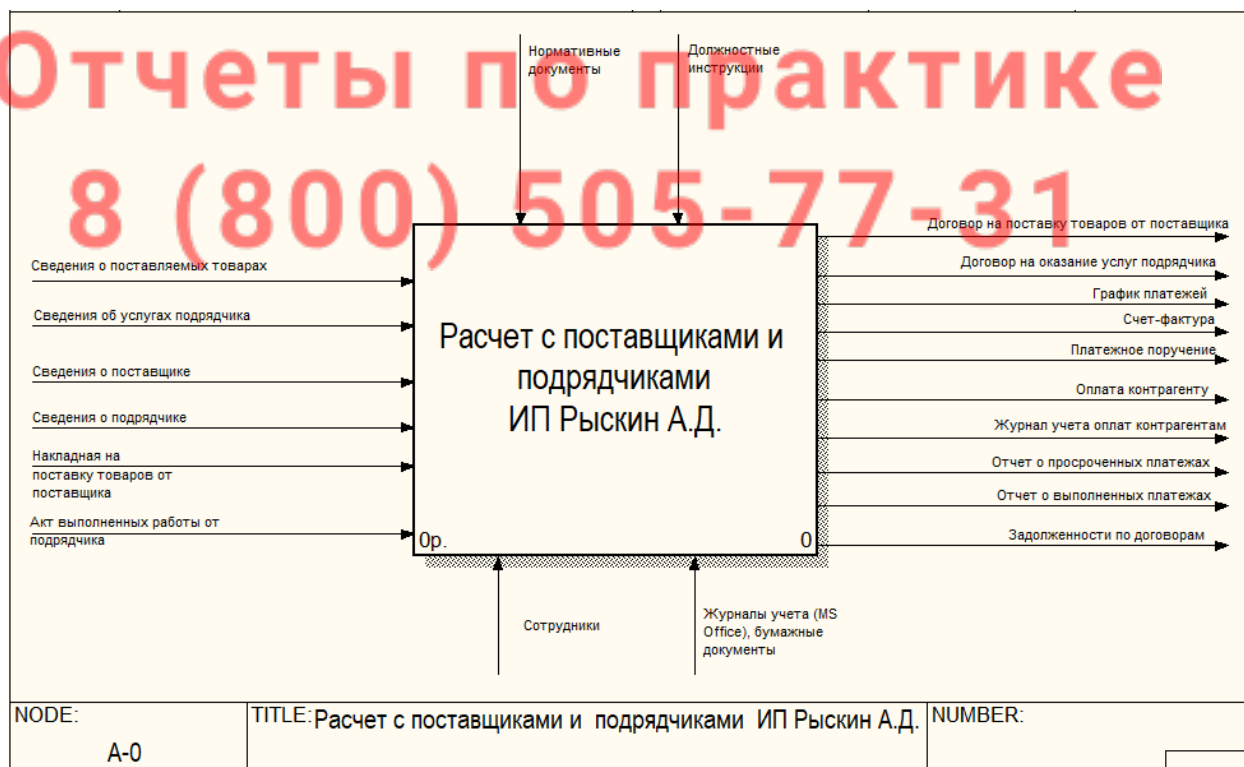 Отчеты по практике
8 (800) 505-77-31
Нормативные
документы
Должностные
инструкции
Сведения о поставляемых товарах
Сведения об услугах подрядчика
Сведения о поставщике
Сведения о подрядчике
Накладная на
поставку товаров от
поставщика
Акт выполненных работы от
подрядчика
Расчет с поставщиками и
подрядчиками
ИП Рыскин А.Д.
0р.
0
Договор на поставку товаров от поставщика
Договор на оказание услуг подрядчика
График платежей
Счет-фактура
Платежное поручение
Оплата контрагенту
Журнал учета оплат контрагентам
Отчет о просроченных платежах
Отчет о выполненных платежах
Задолженности по договорам
Сотрудники
Журналы учета (MS
Office), бумажные
документы
NODE:
A-0
TITLE: Расчет с поставщиками и подрядчиками ИП Рыскин А.Д.
NUMBER: